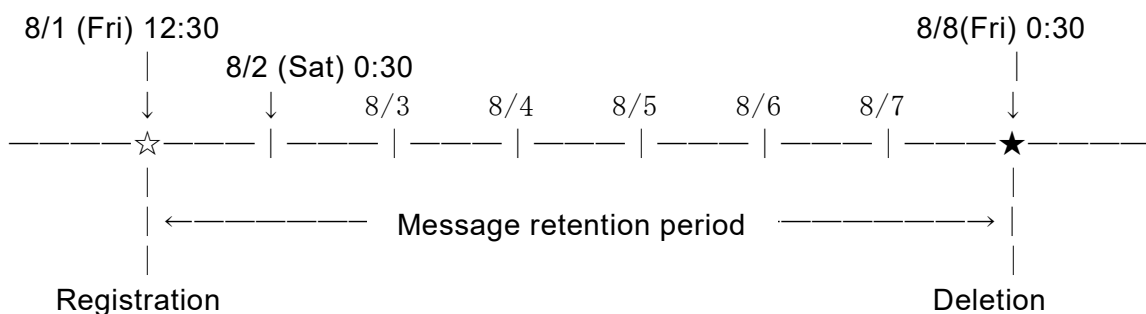 8/1 (Fri) 12:30 8/8(Fri) 0:30
8/2 (Sat) 0:30
8/3 8/4 8/5 8/6 8/7
Message retention period
Registration Deletion